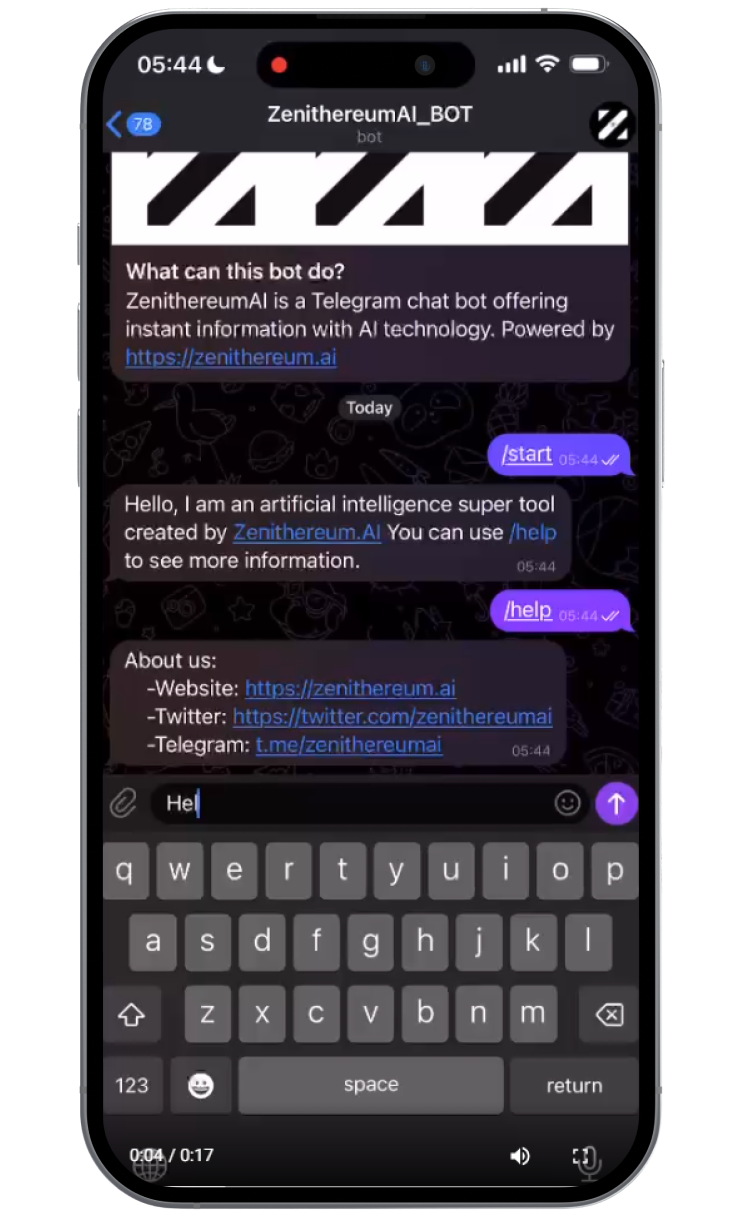 05:44
78
ZenithereumAI_BOT
bot
What can this bot do?
ZenithereumAI is a Telegram chat bot offering
instant information with AI technology. Powered by
https://zenithereum.ai
Today
/start 05:44
Hello, I am an artificial intelligence super tool
created by Zenithereum.AI You can use /help
to see more information.
05:44
/help 05:44
About us:
-Website: https://zenithereum.ai
-Twitter: https://twitter.com/zenithereumai
-Telegram: t.me/zenithereumai
05:44
Hel
q w e r t y u i o p
a s d f g h j k l
z x c v b n m
123 space return
0:04 / 0:17